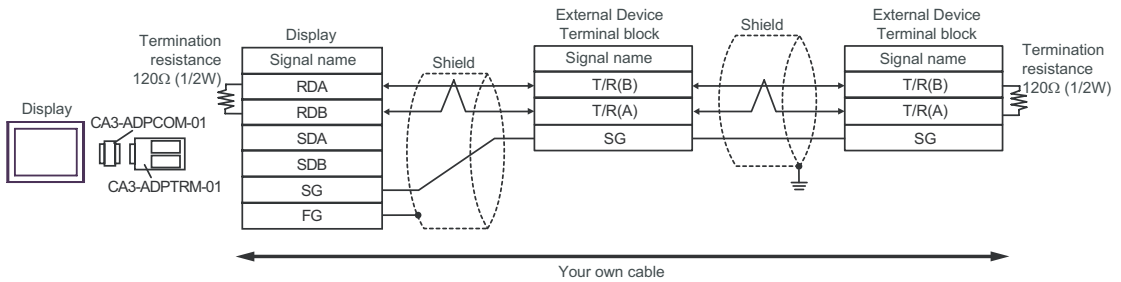 Display
CA3-ADPCOM-01
CA3-ADPTRM-01
Termination
resistance
120Ω (1/2W)
Display
Signal name
RDA
RDB
SDA
SDB
SG
FG
Shield
External Device
Terminal block
Signal name
T/R(B)
T/R(A)
SG
Shield
External Device
Terminal block
Signal name
T/R(B)
T/R(A)
SG
Termination
resistance
120Ω (1/2W)
Your own cable